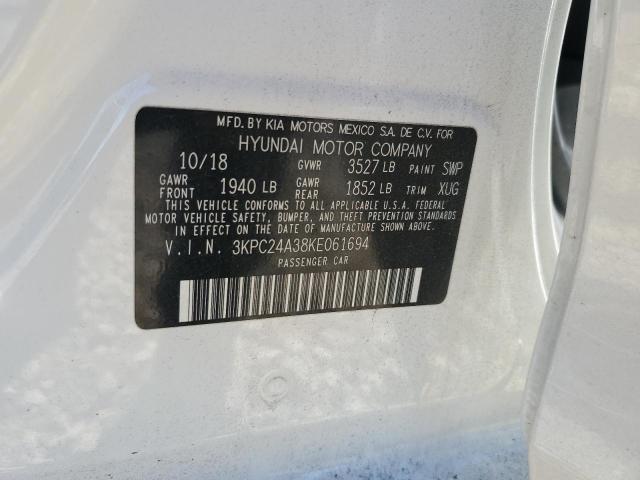 MFD. BY KIA MOTORS MEXICO S.A. DE C.V. FOR
HYUNDAI MOTOR COMPANY
10/18 GVWR 3527 LB PAINT SWP
GAWR FRONT 1940 LB GAWR REAR 1852 LB TRIM XUG
THIS VEHICLE CONFORMS TO ALL APPLICABLE U.S.A. FEDERAL
MOTOR VEHICLE SAFETY, BUMPER, AND THEFT PREVENTION STANDARDS
IN EFFECT ON THE DATE OF MANUFACTURE SHOWN ABOVE.
V.I.N. 3KPC24A38KE061694
PASSENGER CAR